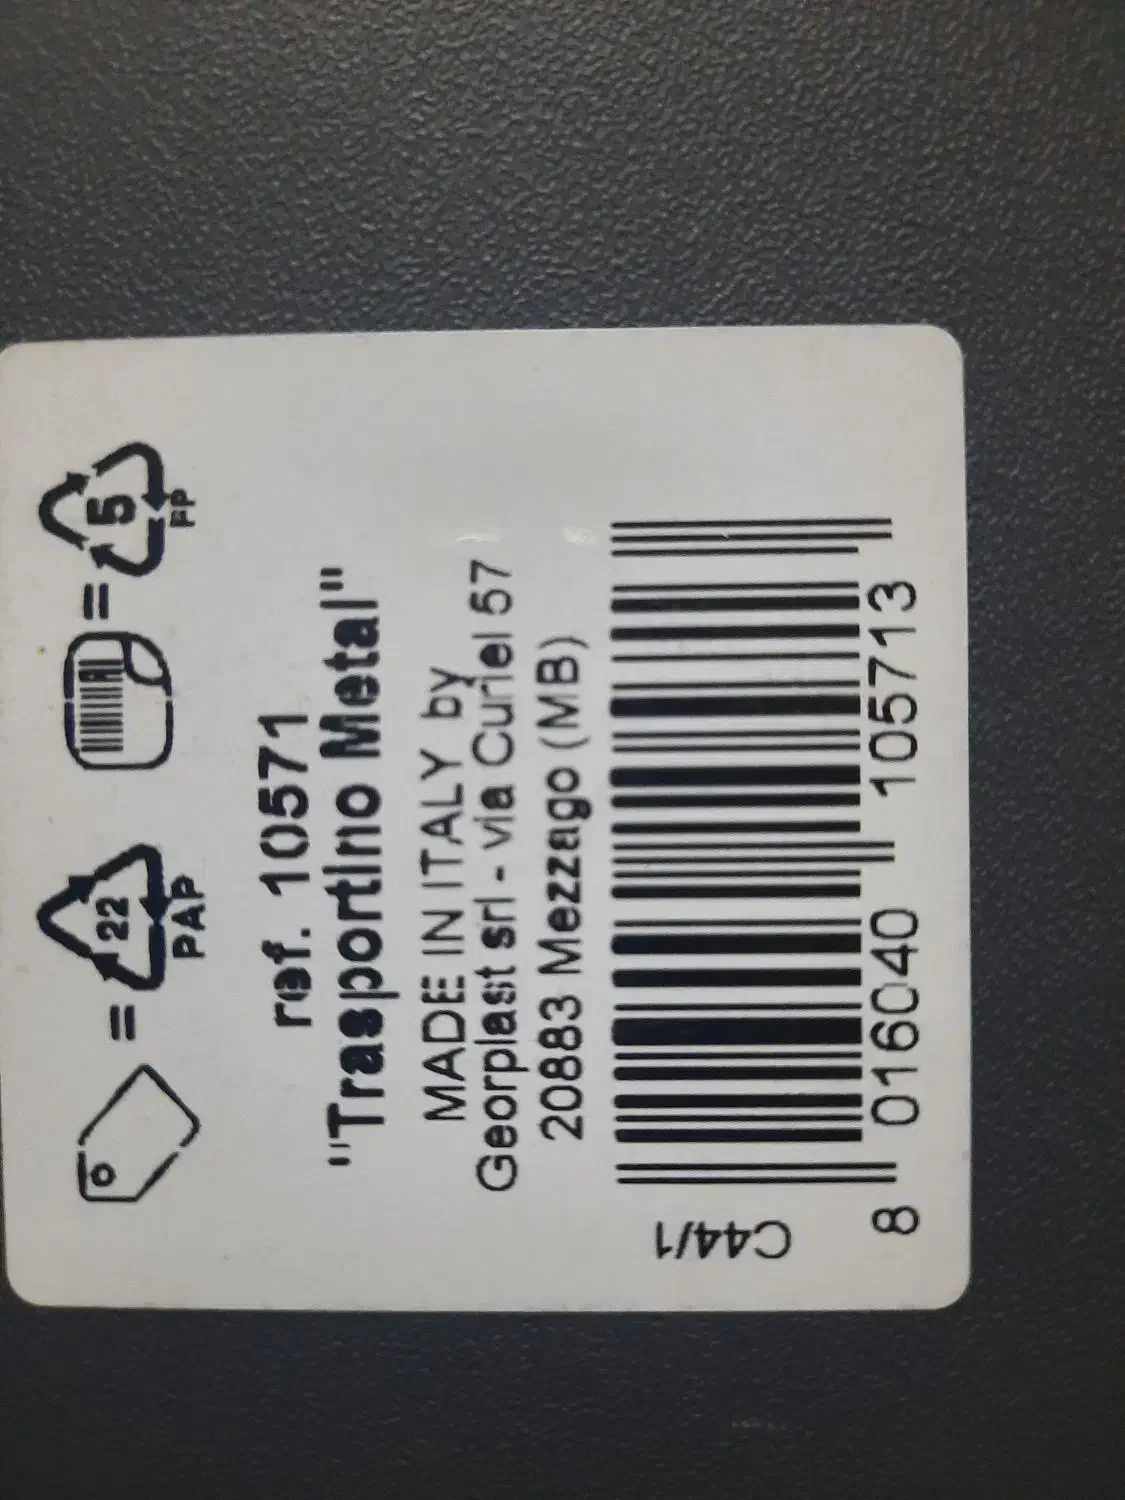 = 22 PAP = 5 PP
ref. 10571
"Trasportino Metal"
MADE IN ITALY by
Georplast srl - via Curiel 57
20883 Mezzago (MB)
C44/1
8 016040 105713